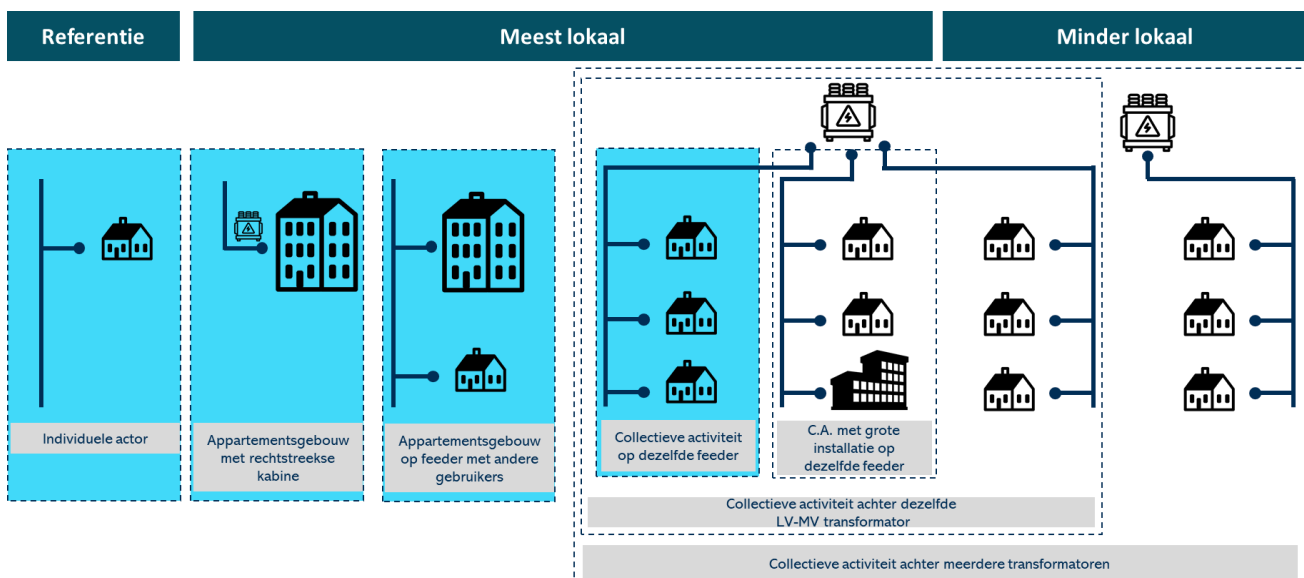 Referentie
Meest lokaal
Minder lokaal
Individuele actor
Appartementsgebouw
met rechtstreekse
kabine
Appartementsgebouw
op feeder met andere
gebruikers
Collectieve activiteit
op dezelfde feeder
C.A. met grote
installatie op
dezelfde feeder
Collectieve activiteit achter dezelfde
LV-MV transformator
Collectieve activiteit achter meerdere transformatoren